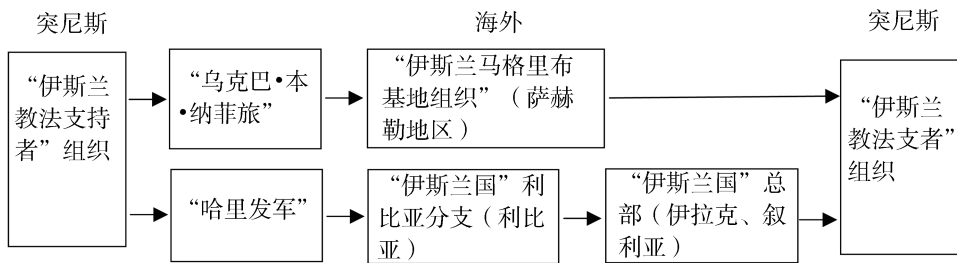 突尼斯
海外
突尼斯
“伊斯兰
教法支持
者”组织
“乌克巴·本
·纳菲旅”
“伊斯兰马格里布
基地组织”（萨赫
勒地区）
“伊斯兰
教法支者”
组织
“哈里发军”
“伊斯兰国”利
比亚分支（利比
亚）
“伊斯兰国”总
部（伊拉克、叙
利亚）